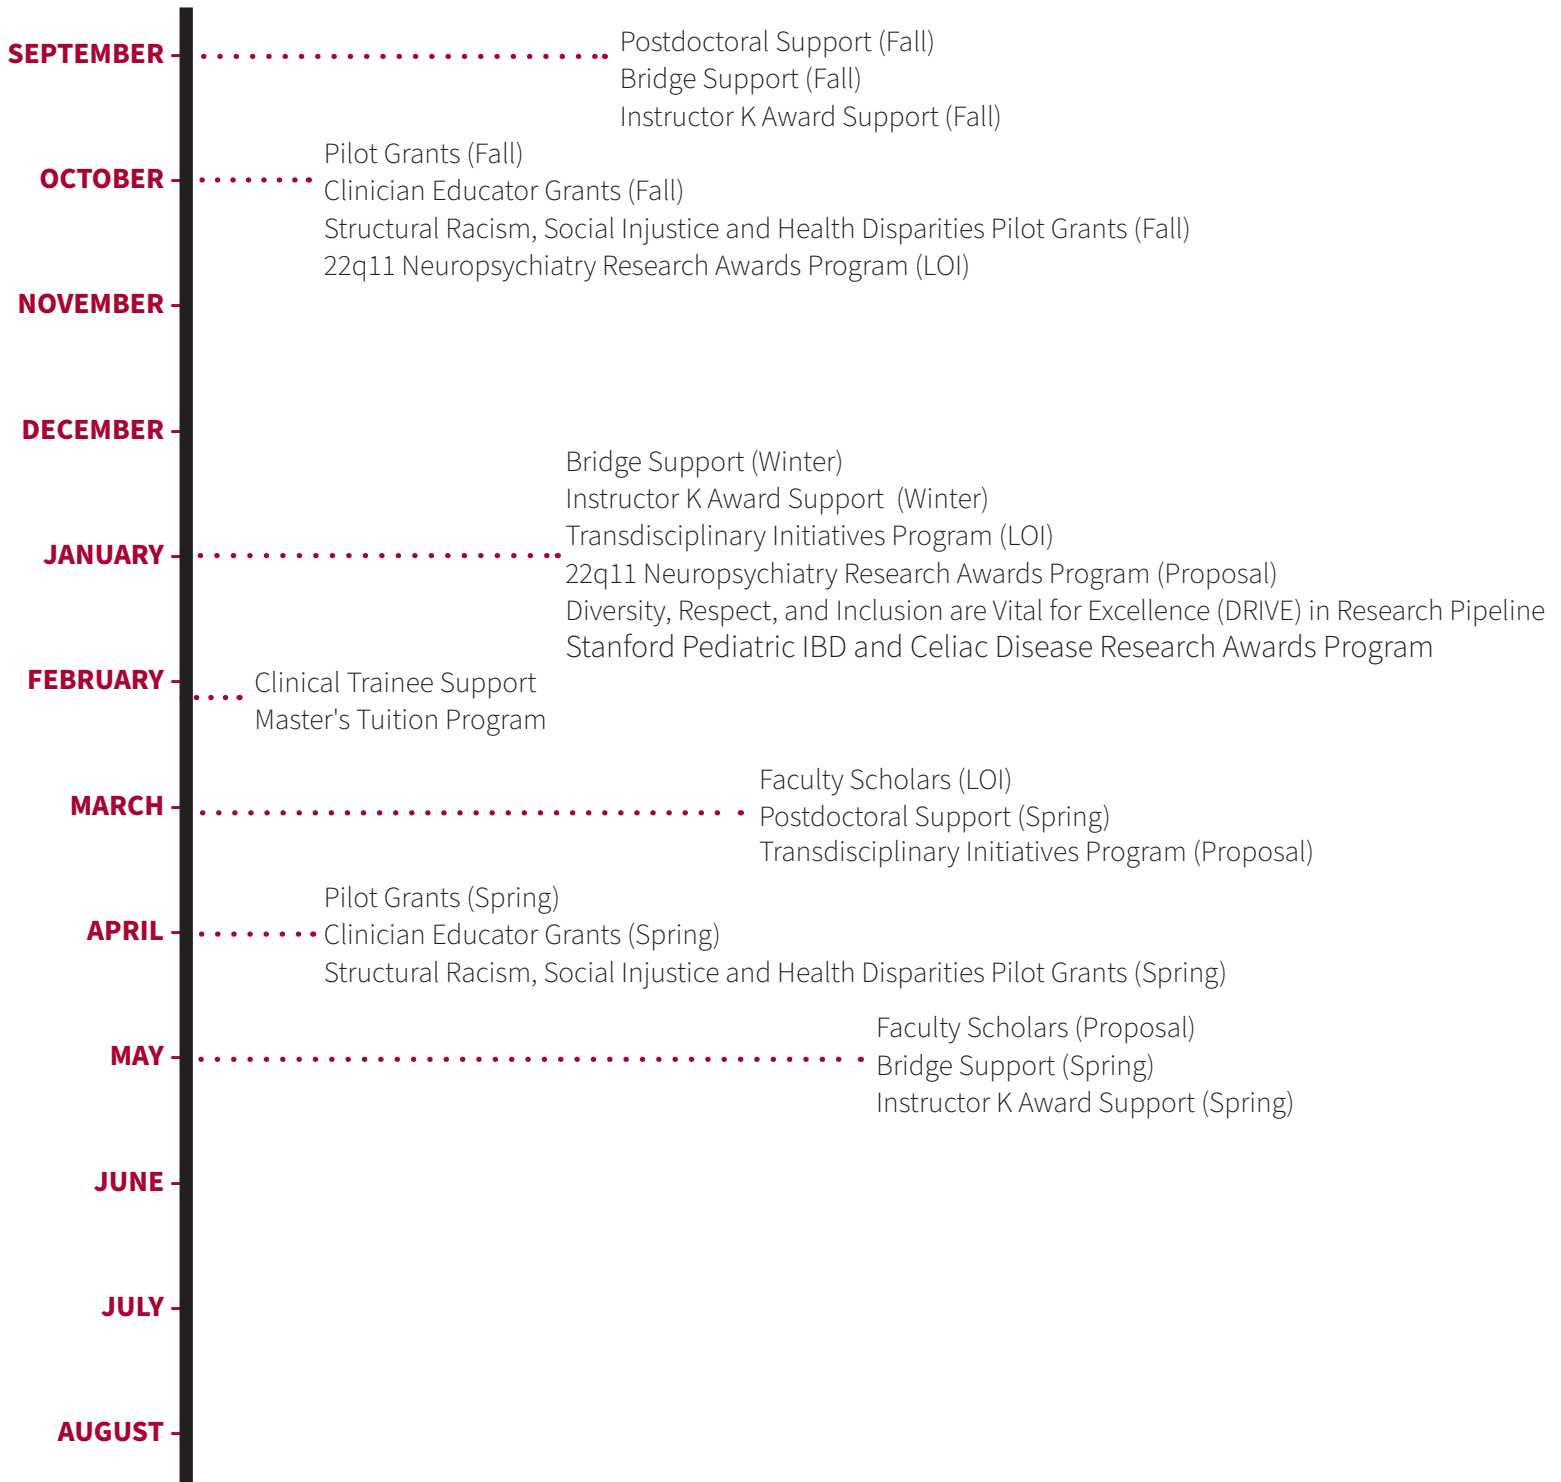 SEPTEMBER
Postdoctoral Support (Fall)
Bridge Support (Fall)
Instructor K Award Support (Fall)
OCTOBER
Pilot Grants (Fall)
Clinician Educator Grants (Fall)
Structural Racism, Social Injustice and Health Disparities Pilot Grants (Fall)
22q11 Neuropsychiatry Research Awards Program (LOI)
NOVEMBER
DECEMBER
JANUARY
Bridge Support (Winter)
Instructor K Award Support (Winter)
Transdisciplinary Initiatives Program (LOI)
22q11 Neuropsychiatry Research Awards Program (Proposal)
Diversity, Respect, and Inclusion are Vital for Excellence (DRIVE) in Research Pipeline
Stanford Pediatric IBD and Celiac Disease Research Awards Program
FEBRUARY
Clinical Trainee Support
Master's Tuition Program
MARCH
Faculty Scholars (LOI)
Postdoctoral Support (Spring)
Transdisciplinary Initiatives Program (Proposal)
APRIL
Pilot Grants (Spring)
Clinician Educator Grants (Spring)
Structural Racism, Social Injustice and Health Disparities Pilot Grants (Spring)
MAY
Faculty Scholars (Proposal)
Bridge Support (Spring)
Instructor K Award Support (Spring)
JUNE
JULY
AUGUST